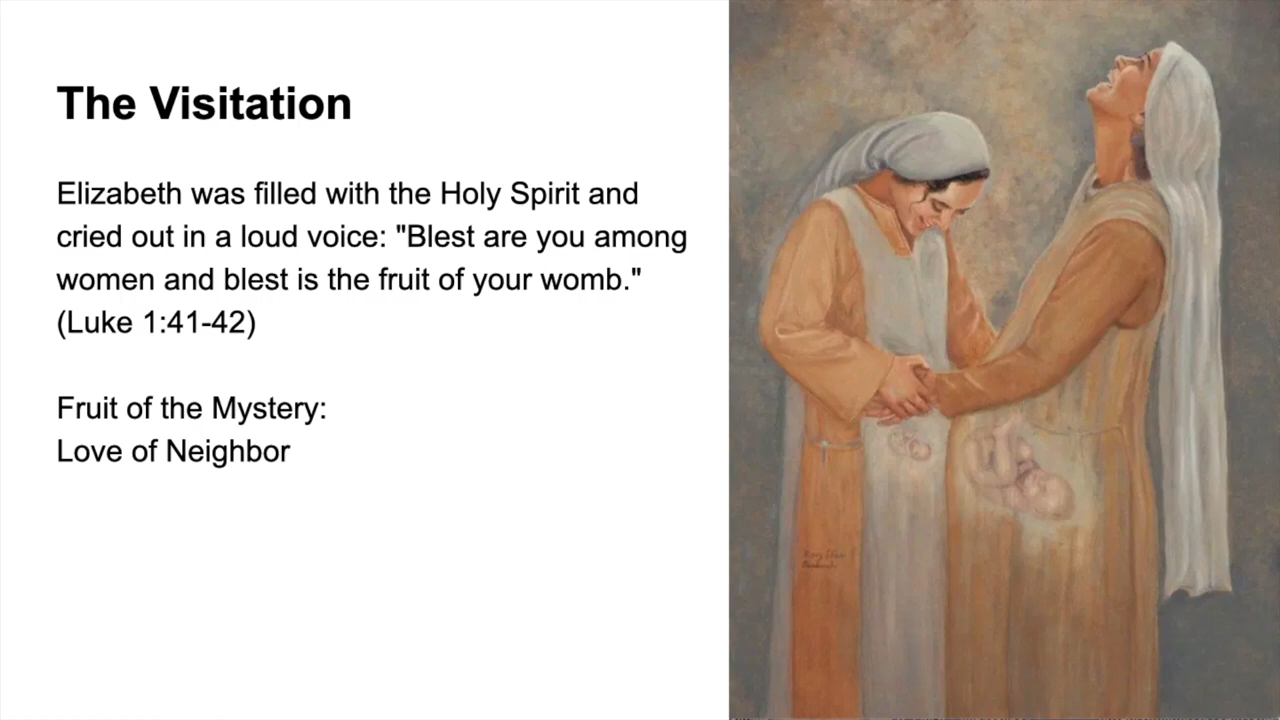 The Visitation
Elizabeth was filled with the Holy Spirit and
cried out in a loud voice: "Blest are you among
women and blest is the fruit of your womb."
(Luke 1:41-42)
Fruit of the Mystery:
Love of Neighbor